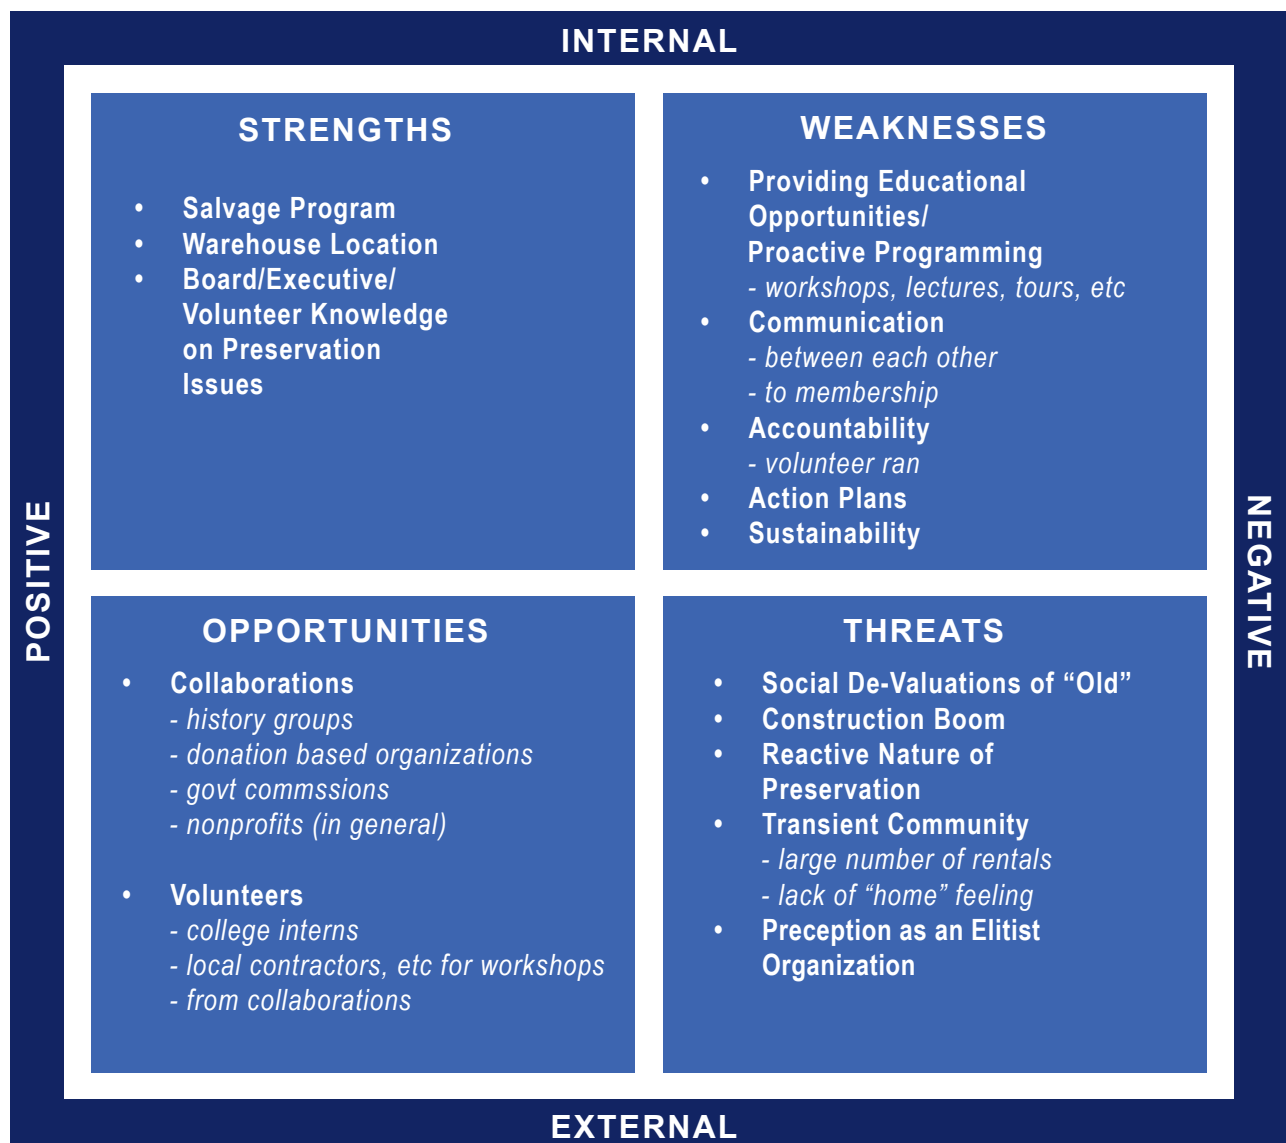 INTERNAL
POSITIVE
STRENGTHS
• Salvage Program
• Warehouse Location
• Board/Executive/
Volunteer Knowledge
on Preservation
Issues
WEAKNESSES
• Providing Educational
Opportunities/
Proactive Programming
- workshops, lectures, tours, etc
• Communication
- between each other
- to membership
• Accountability
- volunteer ran
• Action Plans
• Sustainability
NEGATIVE
OPPORTUNITIES
• Collaborations
- history groups
- donation based organizations
- govt commssions
- nonprofits (in general)
• Volunteers
- college interns
- local contractors, etc for workshops
- from collaborations
THREATS
• Social De-Valuations of “Old”
• Construction Boom
• Reactive Nature of
Preservation
• Transient Community
- large number of rentals
- lack of “home” feeling
• Preception as an Elitist
Organization
EXTERNAL